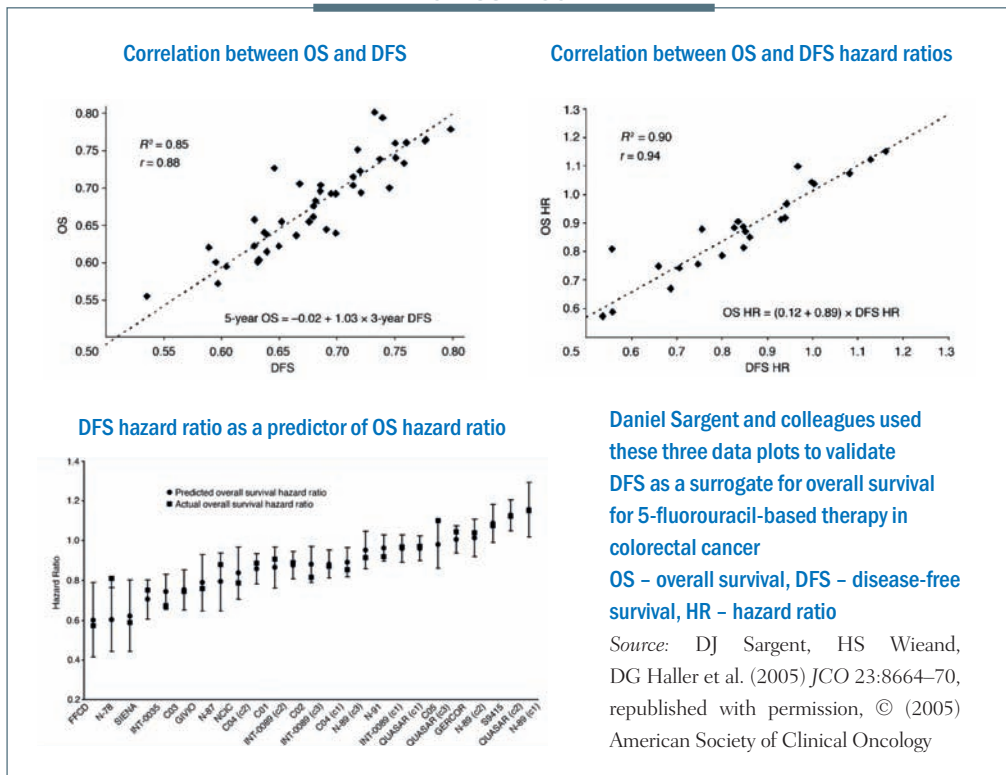 Correlation between OS and DFS
0.80
0.75
0.70
0.65
0.60
0.55
0.50
0.55
0.60
0.65
0.70
0.75
0.80
OS
DFS
R² = 0.85
r = 0.88
5-year OS = −0.02 + 1.03 × 3-year DFS
Correlation between OS and DFS hazard ratios
1.3
1.2
1.1
1.0
0.9
0.8
0.7
0.6
0.5
0.6
0.7
0.8
0.9
1.0
1.1
1.2
1.3
OS HR
DFS HR
R² = 0.90
r = 0.94
OS HR = (0.12 + 0.89) × DFS HR
DFS hazard ratio as a predictor of OS hazard ratio
1.4
1.2
1.0
0.8
0.6
0.4
0.2
Hazard Ratio
Predicted overall survival hazard ratio
Actual overall survival hazard ratio
FFCD
N-78
SIENA
INT-0035
C03
GIVIO
N-87
NCIC
C04 (c2)
C01
INT-0089 (c2)
C02
INT-0089 (c3)
C04 (c1)
N-89 (c3)
N-91
INT-0089 (c1)
QUASAR (c1)
C05
QUASAR (c3)
GERCOR
N-89 (c2)
S9415
QUASAR (c2)
N-89 (c1)
Daniel Sargent and colleagues used
these three data plots to validate
DFS as a surrogate for overall survival
for 5-fluorouracil-based therapy in
colorectal cancer
OS – overall survival, DFS – disease-free
survival, HR – hazard ratio
Source: DJ Sargent, HS Wieand,
DG Haller et al. (2005) JCO 23:8664–70,
republished with permission, © (2005)
American Society of Clinical Oncology